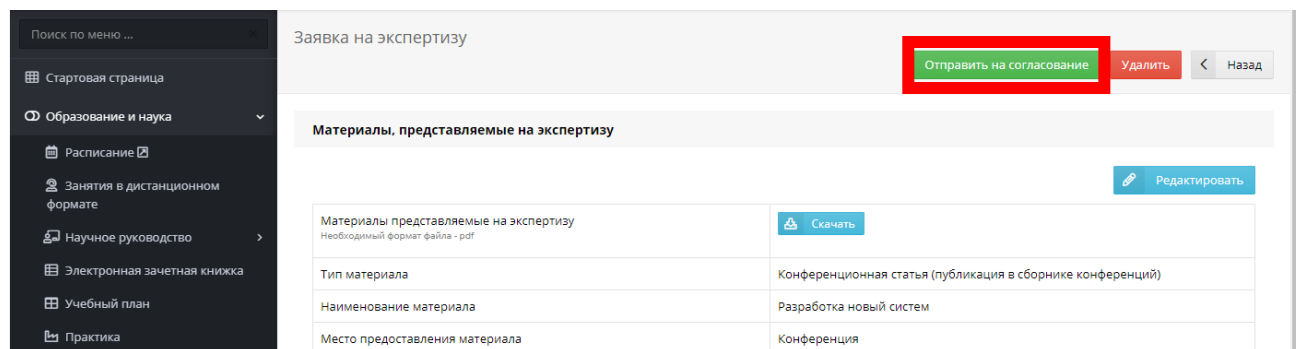 Поиск по меню ...
Стартовая страница
Образование и наука
Расписание
Занятия в дистанционном
формате
Научное руководство
Электронная зачетная книжка
Учебный план
Практика
Заявка на экспертизу
Отправить на согласование
Удалить
Назад
Материалы, представляемые на экспертизу
Редактировать
Материалы представляемые на экспертизу
Необходимый формат файла - pdf
Скачать
Тип материала
Конференционная статья (публикация в сборнике конференций)
Наименование материала
Разработка новый систем
Место предоставления материала
Конференция